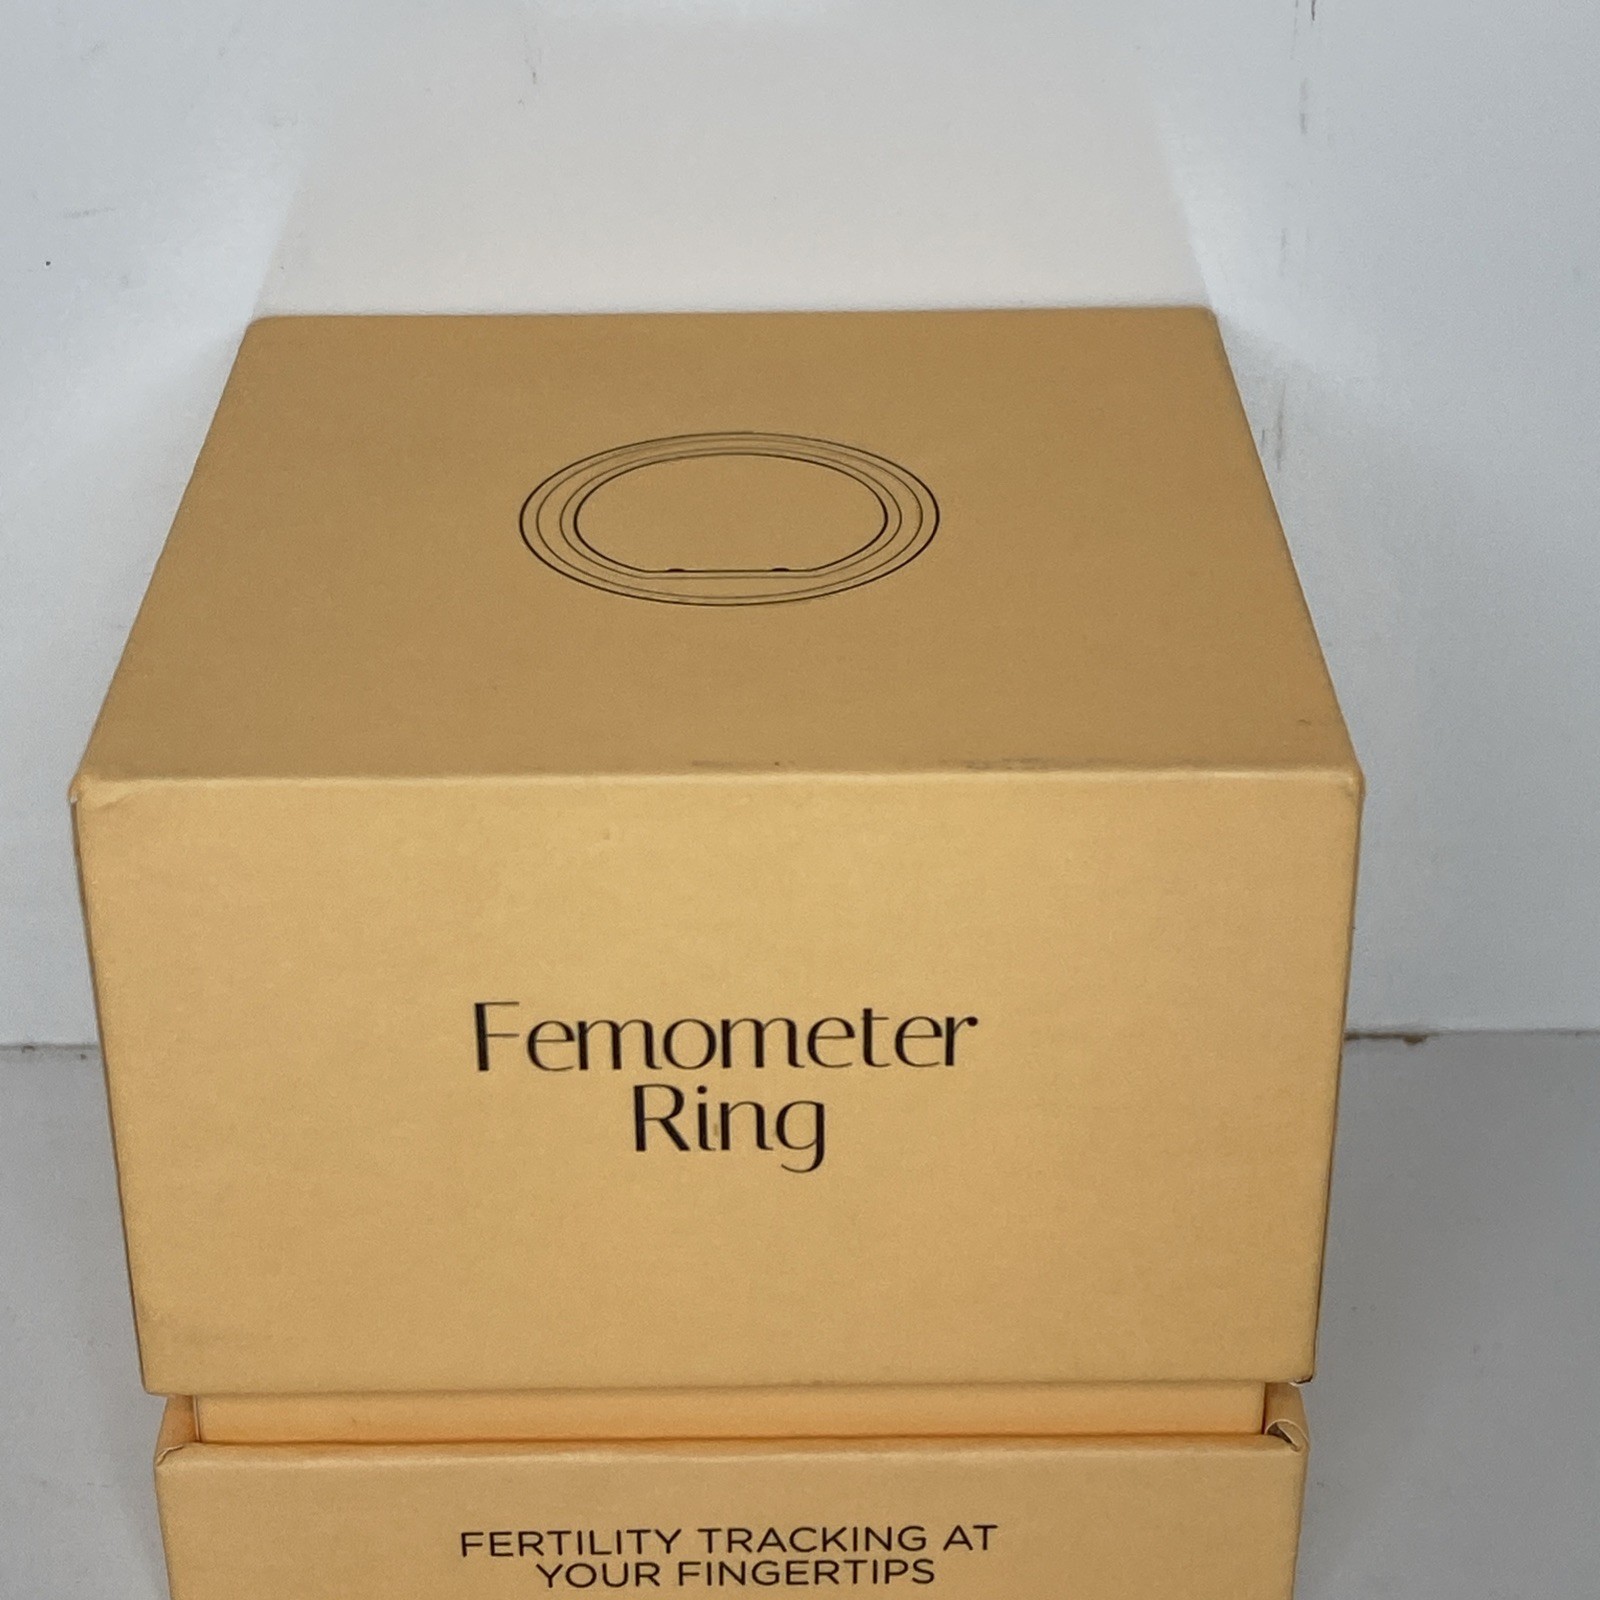 Femometer
Ring
FERTILITY TRACKING AT
YOUR FINGERTIPS